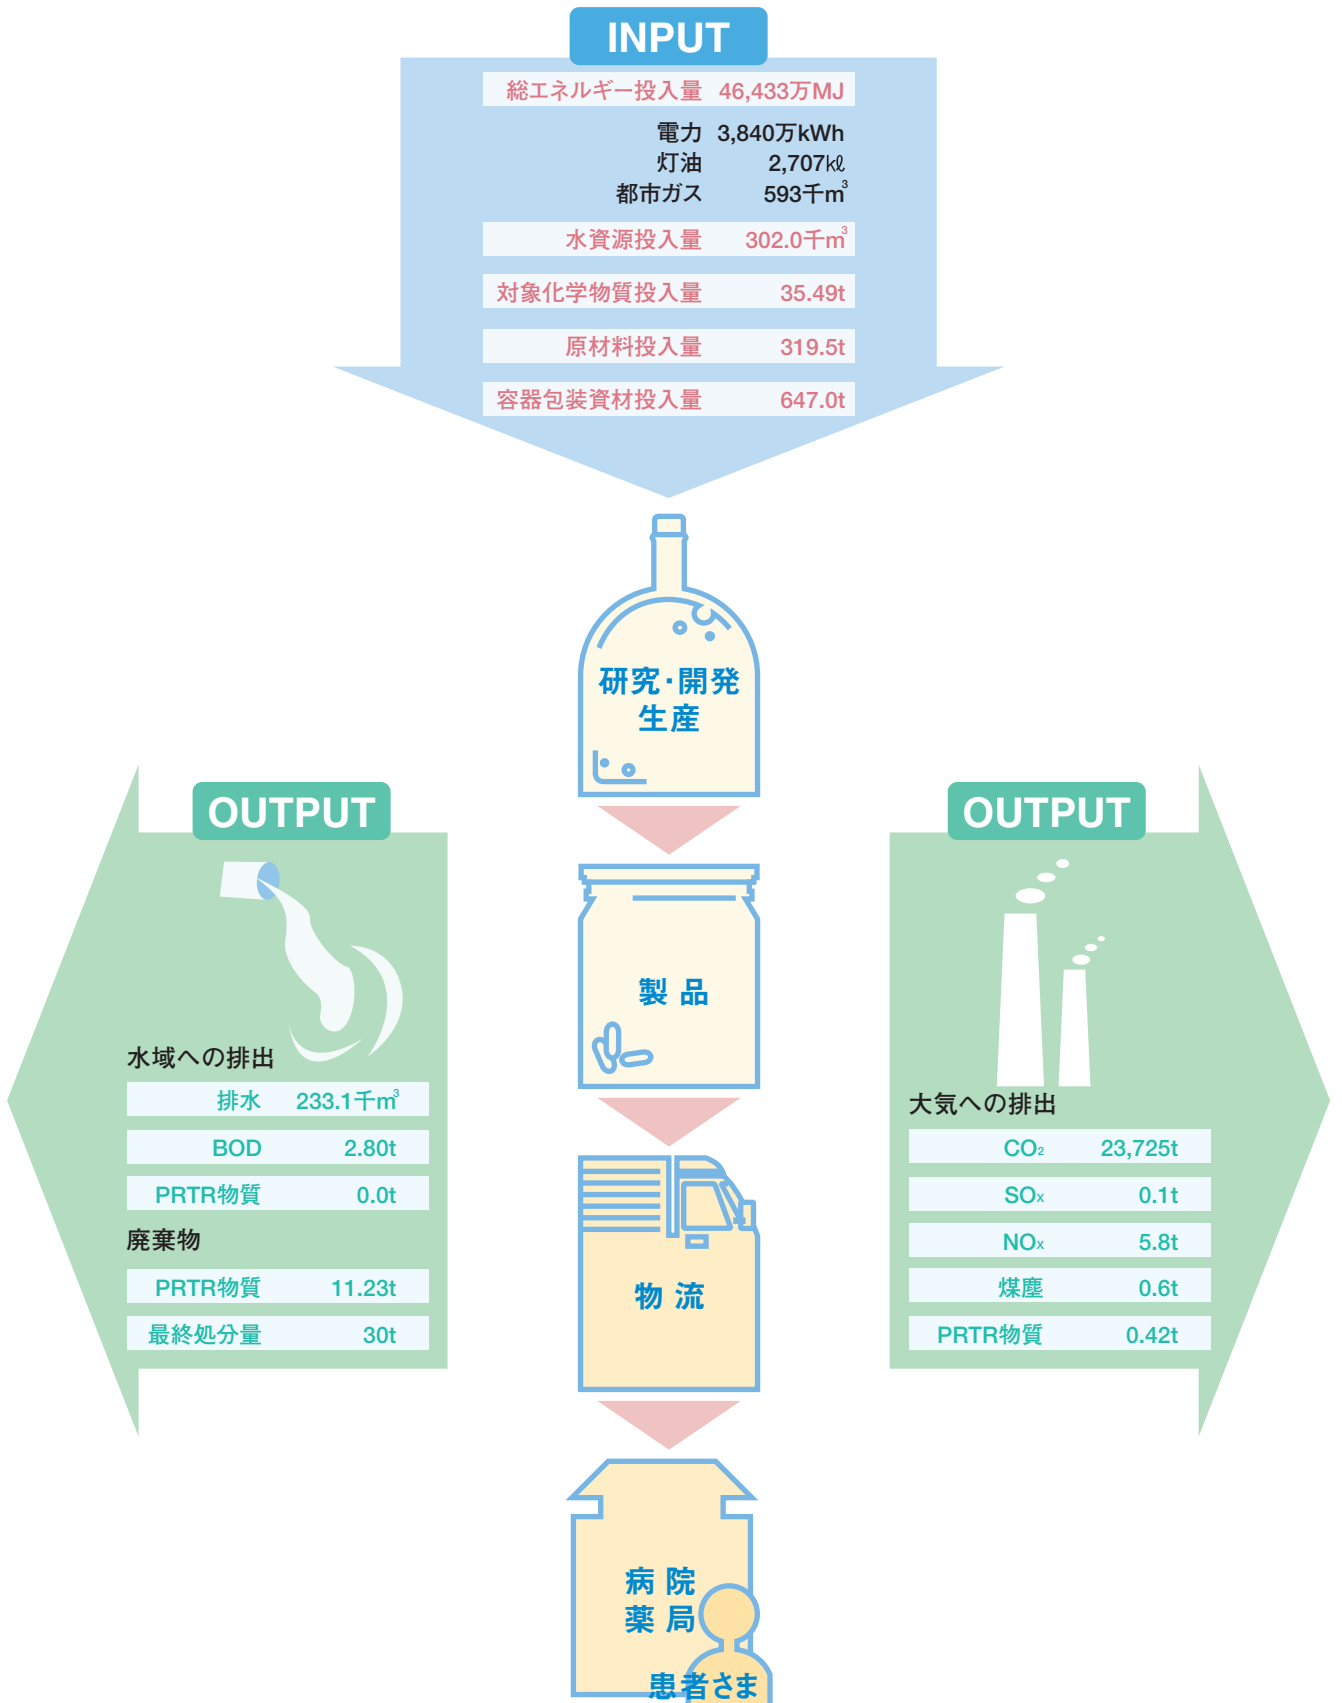 INPUT
総エネルギー投入量 46,433万MJ
電力 3,840万kWh
灯油 2,707㎘
都市ガス 593千m³
水資源投入量 302.0千m³
対象化学物質投入量 35.49t
原材料投入量 319.5t
容器包装資材投入量 647.0t
研究・開発
生産
OUTPUT
水域への排出
排水 233.1千m³
BOD 2.80t
PRTR物質 0.0t
廃棄物
PRTR物質 11.23t
最終処分量 30t
製品
物流
OUTPUT
大気への排出
CO₂ 23,725t
SOx 0.1t
NOx 5.8t
煤塵 0.6t
PRTR物質 0.42t
病院
薬局
患者さま